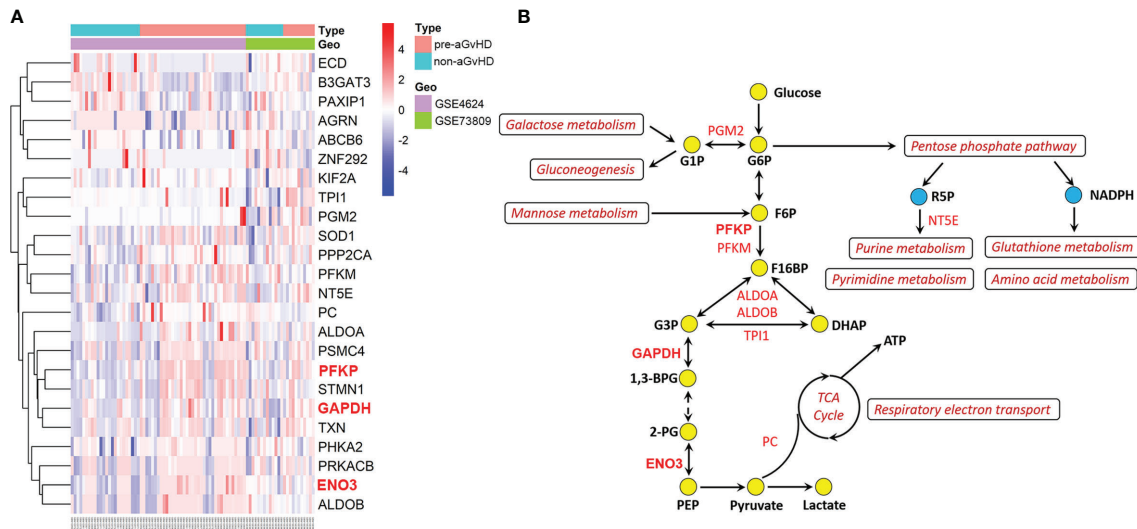 A
Type
Geo
ECD
B3GAT3
PAXIP1
AGRN
ABCB6
ZNF292
KIF2A
TPI1
PGM2
SOD1
PPP2CA
PFKM
NT5E
PC
ALDOA
PSMC4
PFKP
STMN1
GAPDH
TXN
PHKA2
PRKACB
ENO3
ALDOB
4
2
0
-2
-4
Type
pre-aGvHD
non-aGvHD
Geo
GSE4624
GSE73809
B
Glucose
Galactose metabolism
PGM2
G1P
G6P
Pentose phosphate pathway
Gluconeogenesis
R5P
NADPH
Mannose metabolism
F6P
NT5E
PFKP
PFKM
Purine metabolism
Glutathione metabolism
F16BP
Pyrimidine metabolism
Amino acid metabolism
ALDOA
ALDOB
G3P
TPI1
DHAP
GAPDH
ATP
1,3-BPG
TCA
Cycle
Respiratory electron transport
2-PG
PC
ENO3
PEP
Pyruvate
Lactate